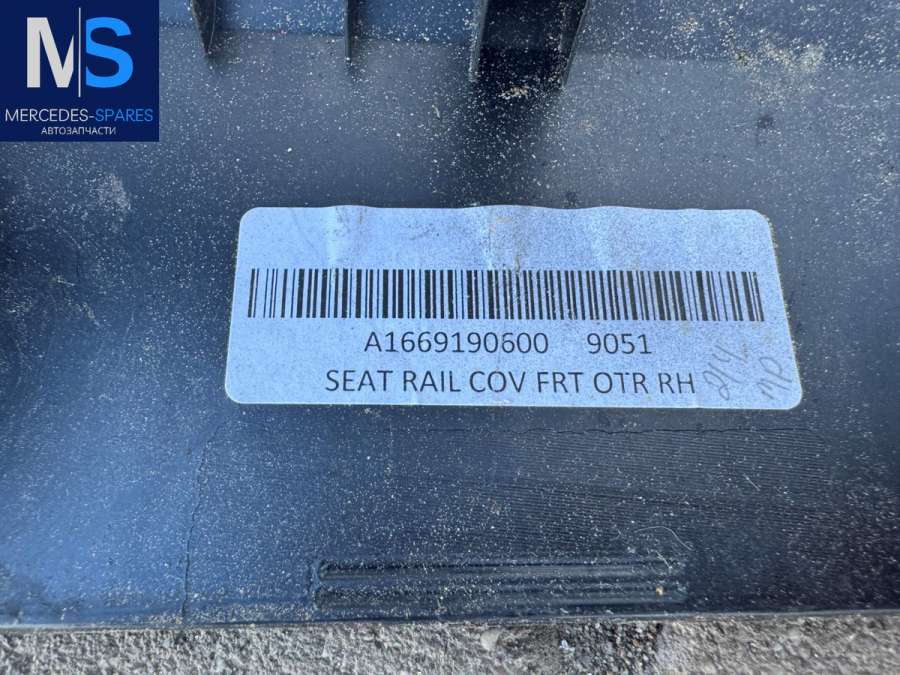 MS
MERCEDES-SPARES
АВТОЗАПЧАСТИ
A1669190600 9051
SEAT RAIL COV FRT OTR RH